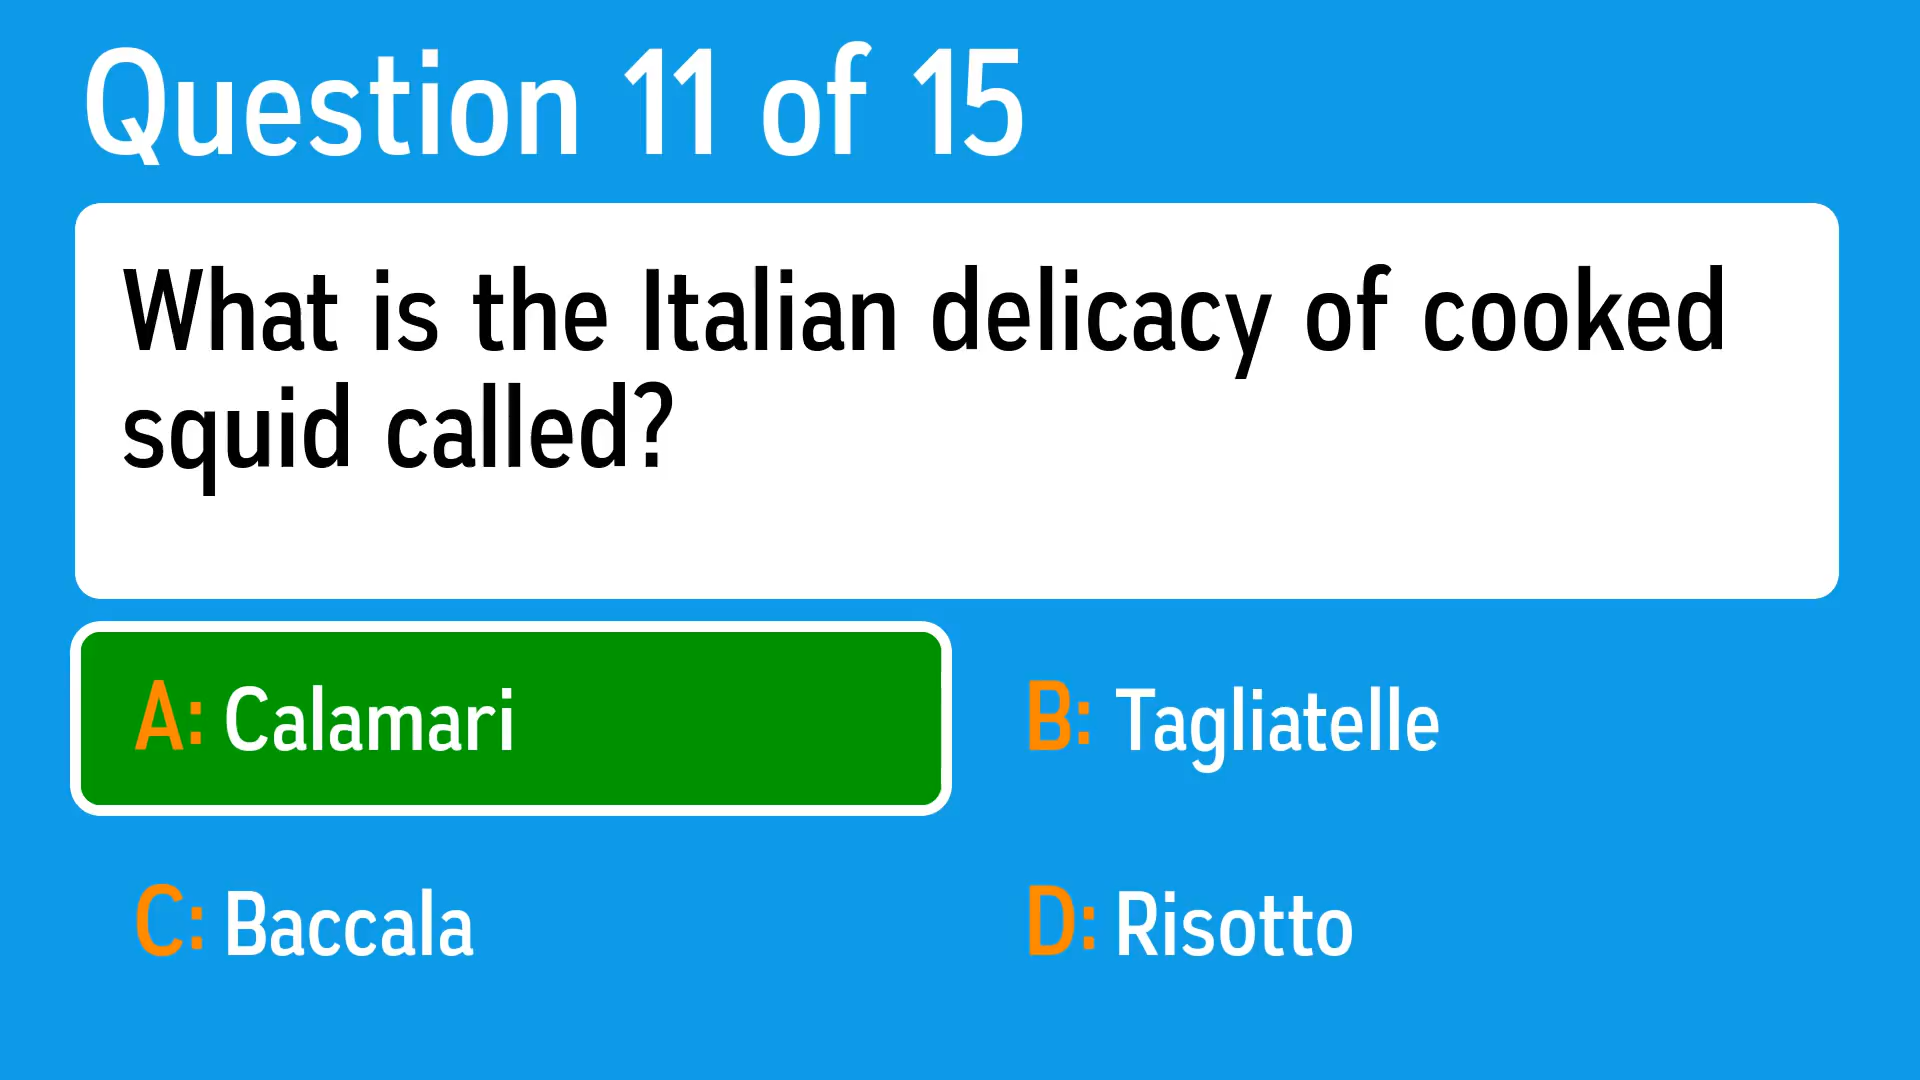 Question 11 of 15
What is the Italian delicacy of cooked
squid called?
A: Calamari
B: Tagliatelle
C: Baccala
D: Risotto